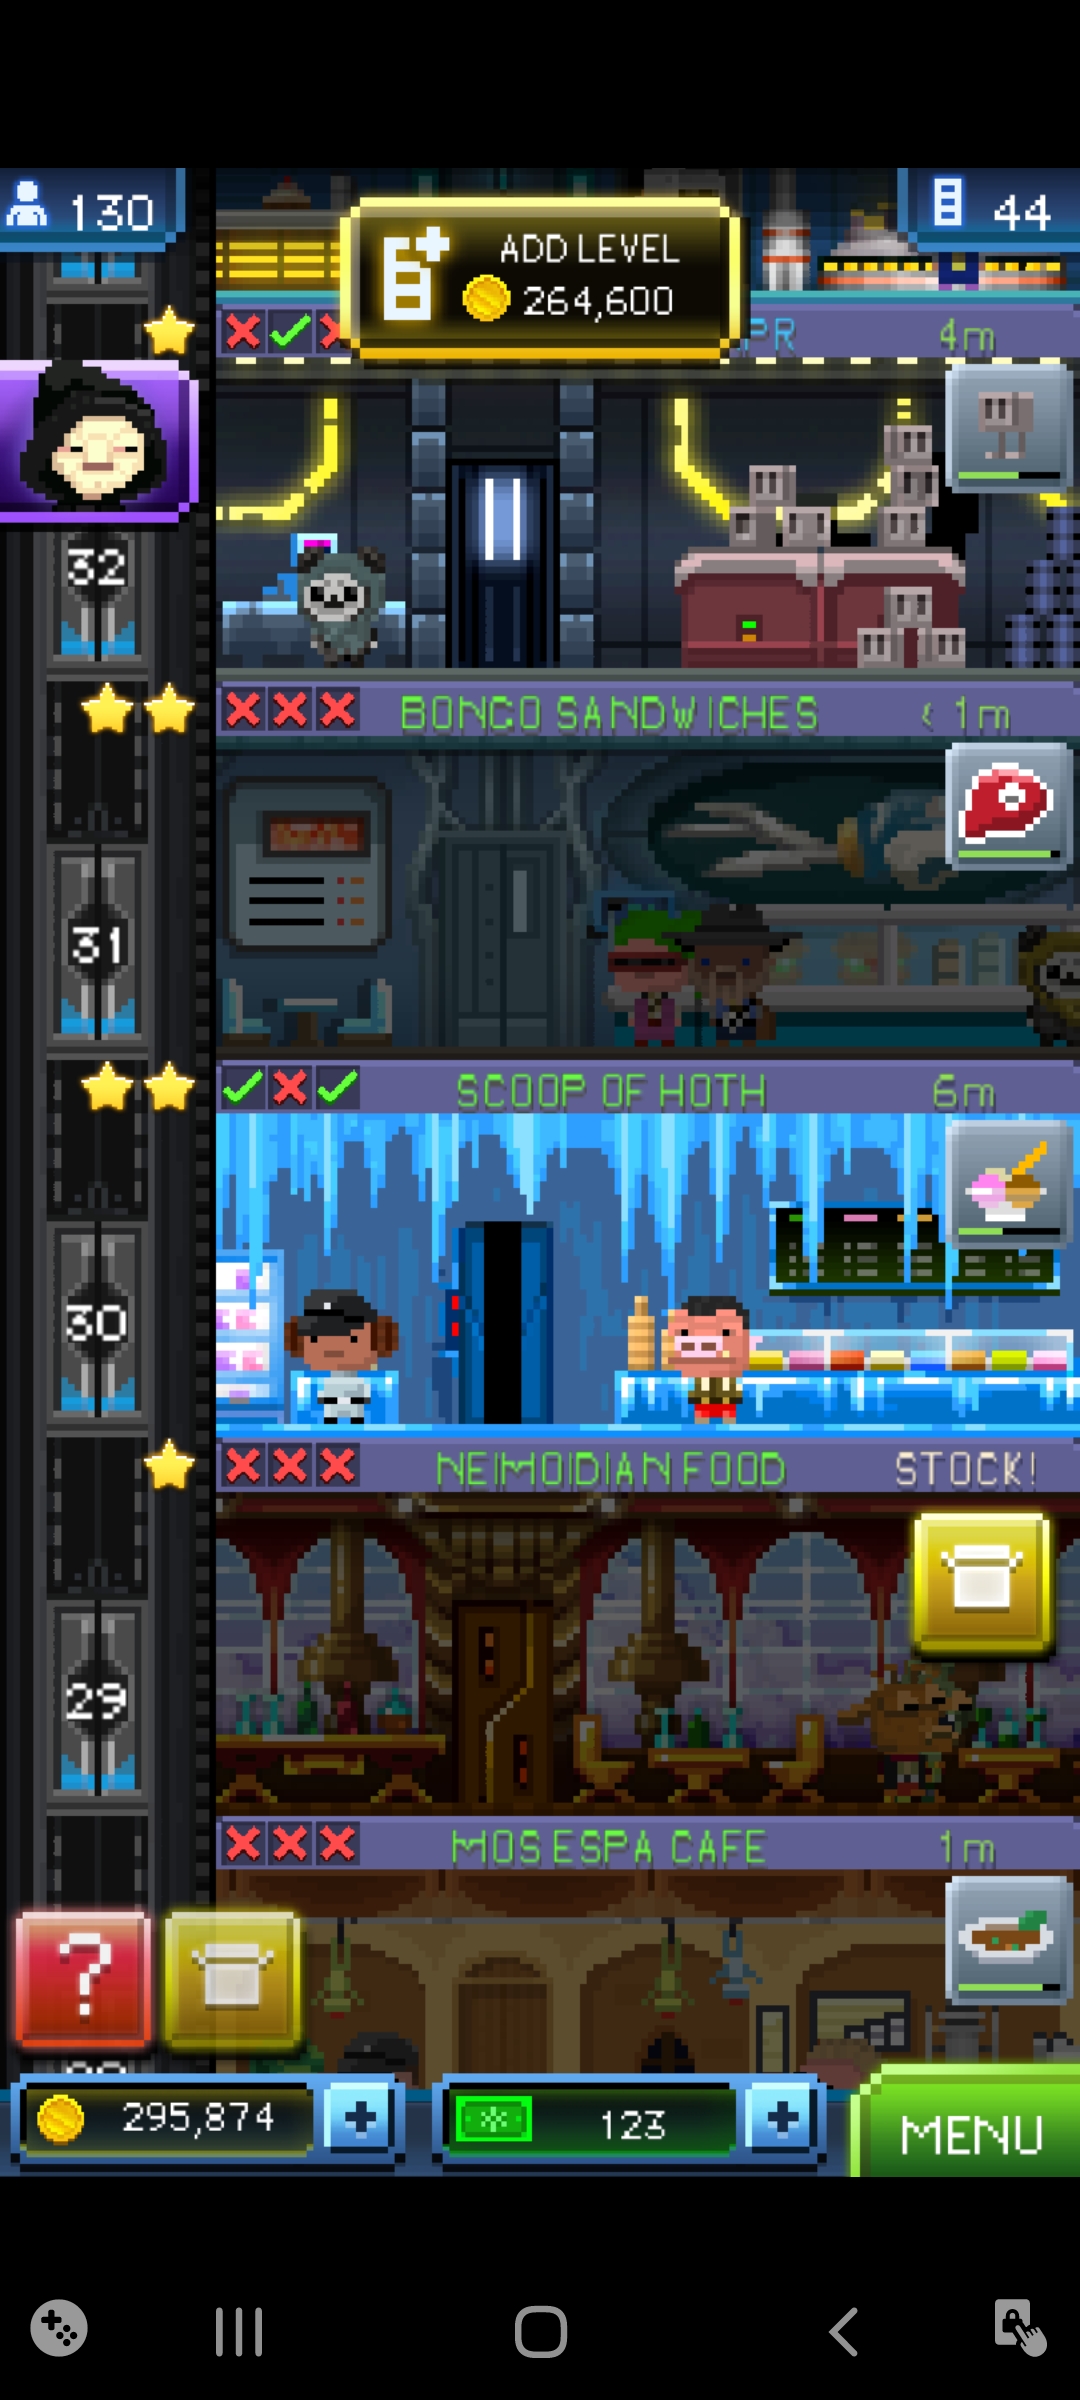 130
44
ADD LEVEL
264,600
PR 4m
32
BONGO SANDWICHES < 1m
31
SCOOP OF HOTH 6m
30
NEIMOIDIAN FOOD STOCK!
29
MOS ESPA CAFE 1m
?
295,874 +
123 +
MENU